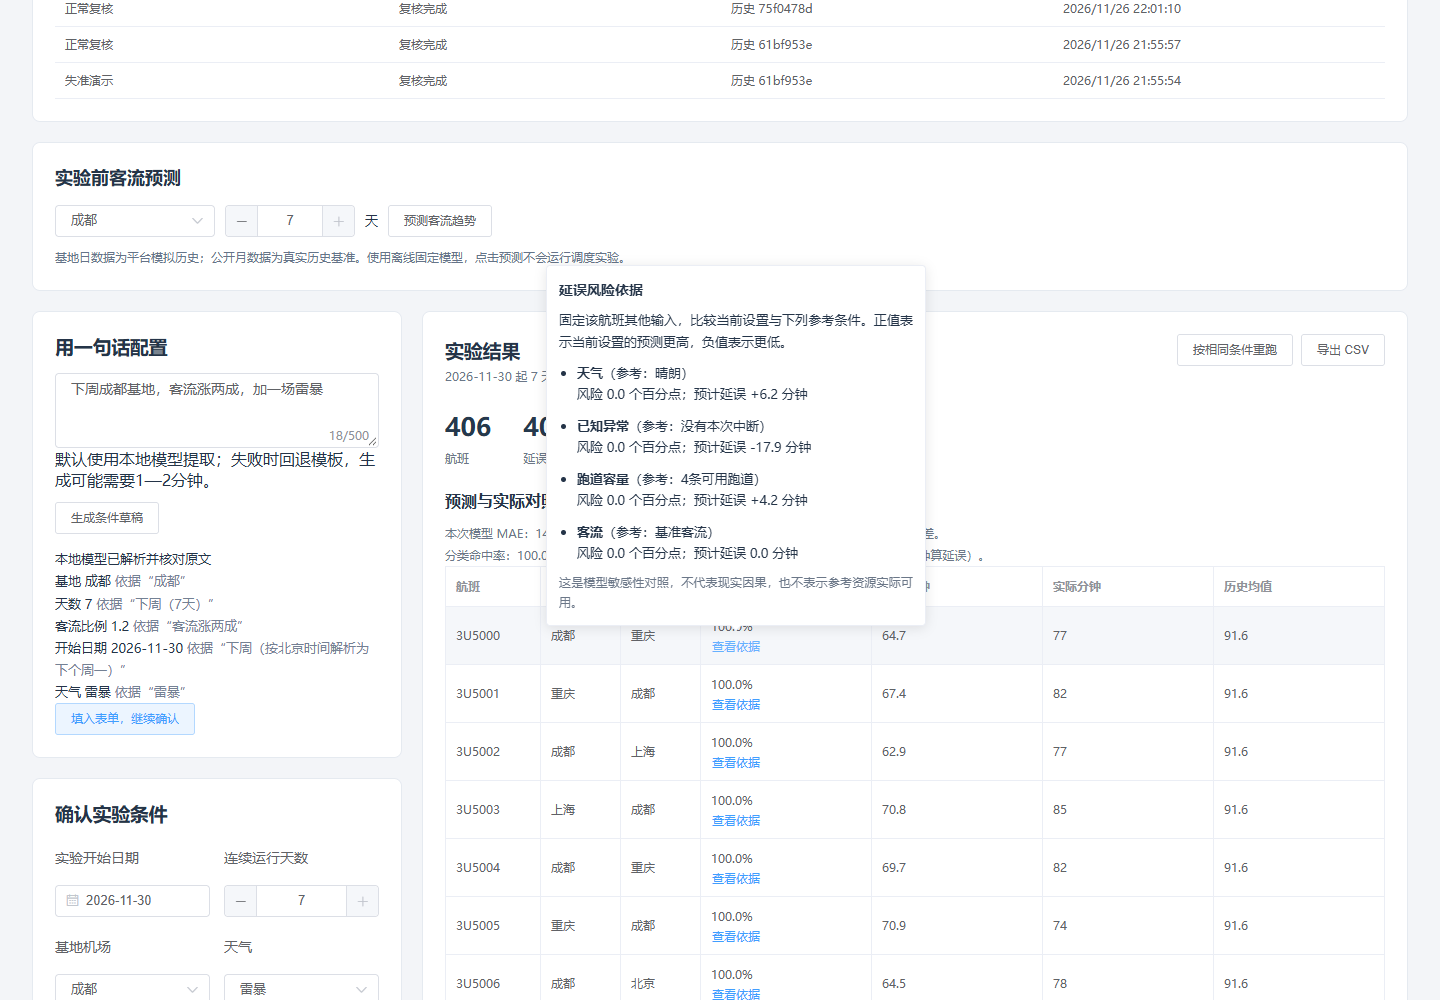 正常复核 复核完成 历史 75f0478d 2026/11/26 22:01:10
正常复核 复核完成 历史 61bf953e 2026/11/26 21:55:57
失准演示 复核完成 历史 61bf953e 2026/11/26 21:55:54
实验前客流预测
成都 7 天 预测客流趋势
基地日数据为平台模拟历史；公开月数据为真实历史基准。使用离线固定模型，点击预测不会运行调度实验。
用一句话配置
下周成都基地，客流涨两成，加一场雷暴
18/500
默认使用本地模型提取；失败时回退模板，生
成可能需要1—2分钟。
生成条件草稿
本地模型已解析并核对原文
基地 成都 依据“成都”
天数 7 依据“下周（7天）”
客流比例 1.2 依据“客流涨两成”
开始日期 2026-11-30 依据“下周（按北京时间解析为
下个周一）”
天气 雷暴 依据“雷暴”
填入表单，继续确认
确认实验条件
实验开始日期 连续运行天数
2026-11-30 7
基地机场 天气
成都 雷暴
延误风险依据
固定该航班其他输入，比较当前设置与下列参考条件。正值表
示当前设置的预测更高，负值表示更低。
天气（参考：晴朗）
风险 0.0 个百分点；预计延误 +6.2 分钟
已知异常（参考：没有本次中断）
风险 0.0 个百分点；预计延误 -17.9 分钟
跑道容量（参考：4条可用跑道）
风险 0.0 个百分点；预计延误 +4.2 分钟
客流（参考：基准客流）
风险 0.0 个百分点；预计延误 0.0 分钟
这是模型敏感性对照，不代表现实因果，也不表示参考资源实际可
用。
实验结果 按相同条件重跑 导出 CSV
2026-11-30 起 7
406
航班 延误
预测与实际对照
本次模型 MAE：14 差。
分类命中率：100.0 算延误）。
航班 实际分钟 历史均值
3U5000 成都 重庆 100.0% 查看依据 64.7 77 91.6
3U5001 重庆 成都 100.0% 查看依据 67.4 82 91.6
3U5002 成都 上海 100.0% 查看依据 62.9 77 91.6
3U5003 上海 成都 100.0% 查看依据 70.8 85 91.6
3U5004 成都 重庆 100.0% 查看依据 69.7 82 91.6
3U5005 重庆 成都 100.0% 查看依据 70.9 74 91.6
3U5006 成都 北京 100.0% 查看依据 64.5 78 91.6